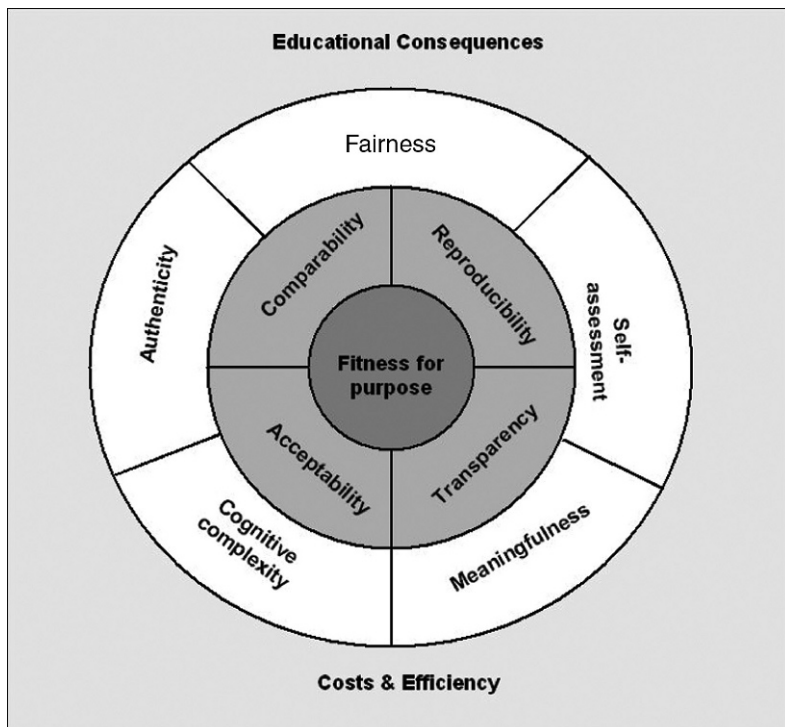 Educational Consequences
Fairness
Comparability
Reproducibility
Authenticity
Self-
assessment
Fitness for
purpose
Acceptability
Transparency
Cognitive
complexity
Meaningfulness
Costs & Efficiency